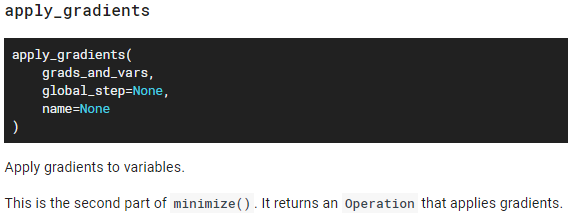 apply_gradients
apply_gradients(
    grads_and_vars,
    global_step=None,
    name=None
)
Apply gradients to variables.
This is the second part of minimize(). It returns an Operation that applies gradients.